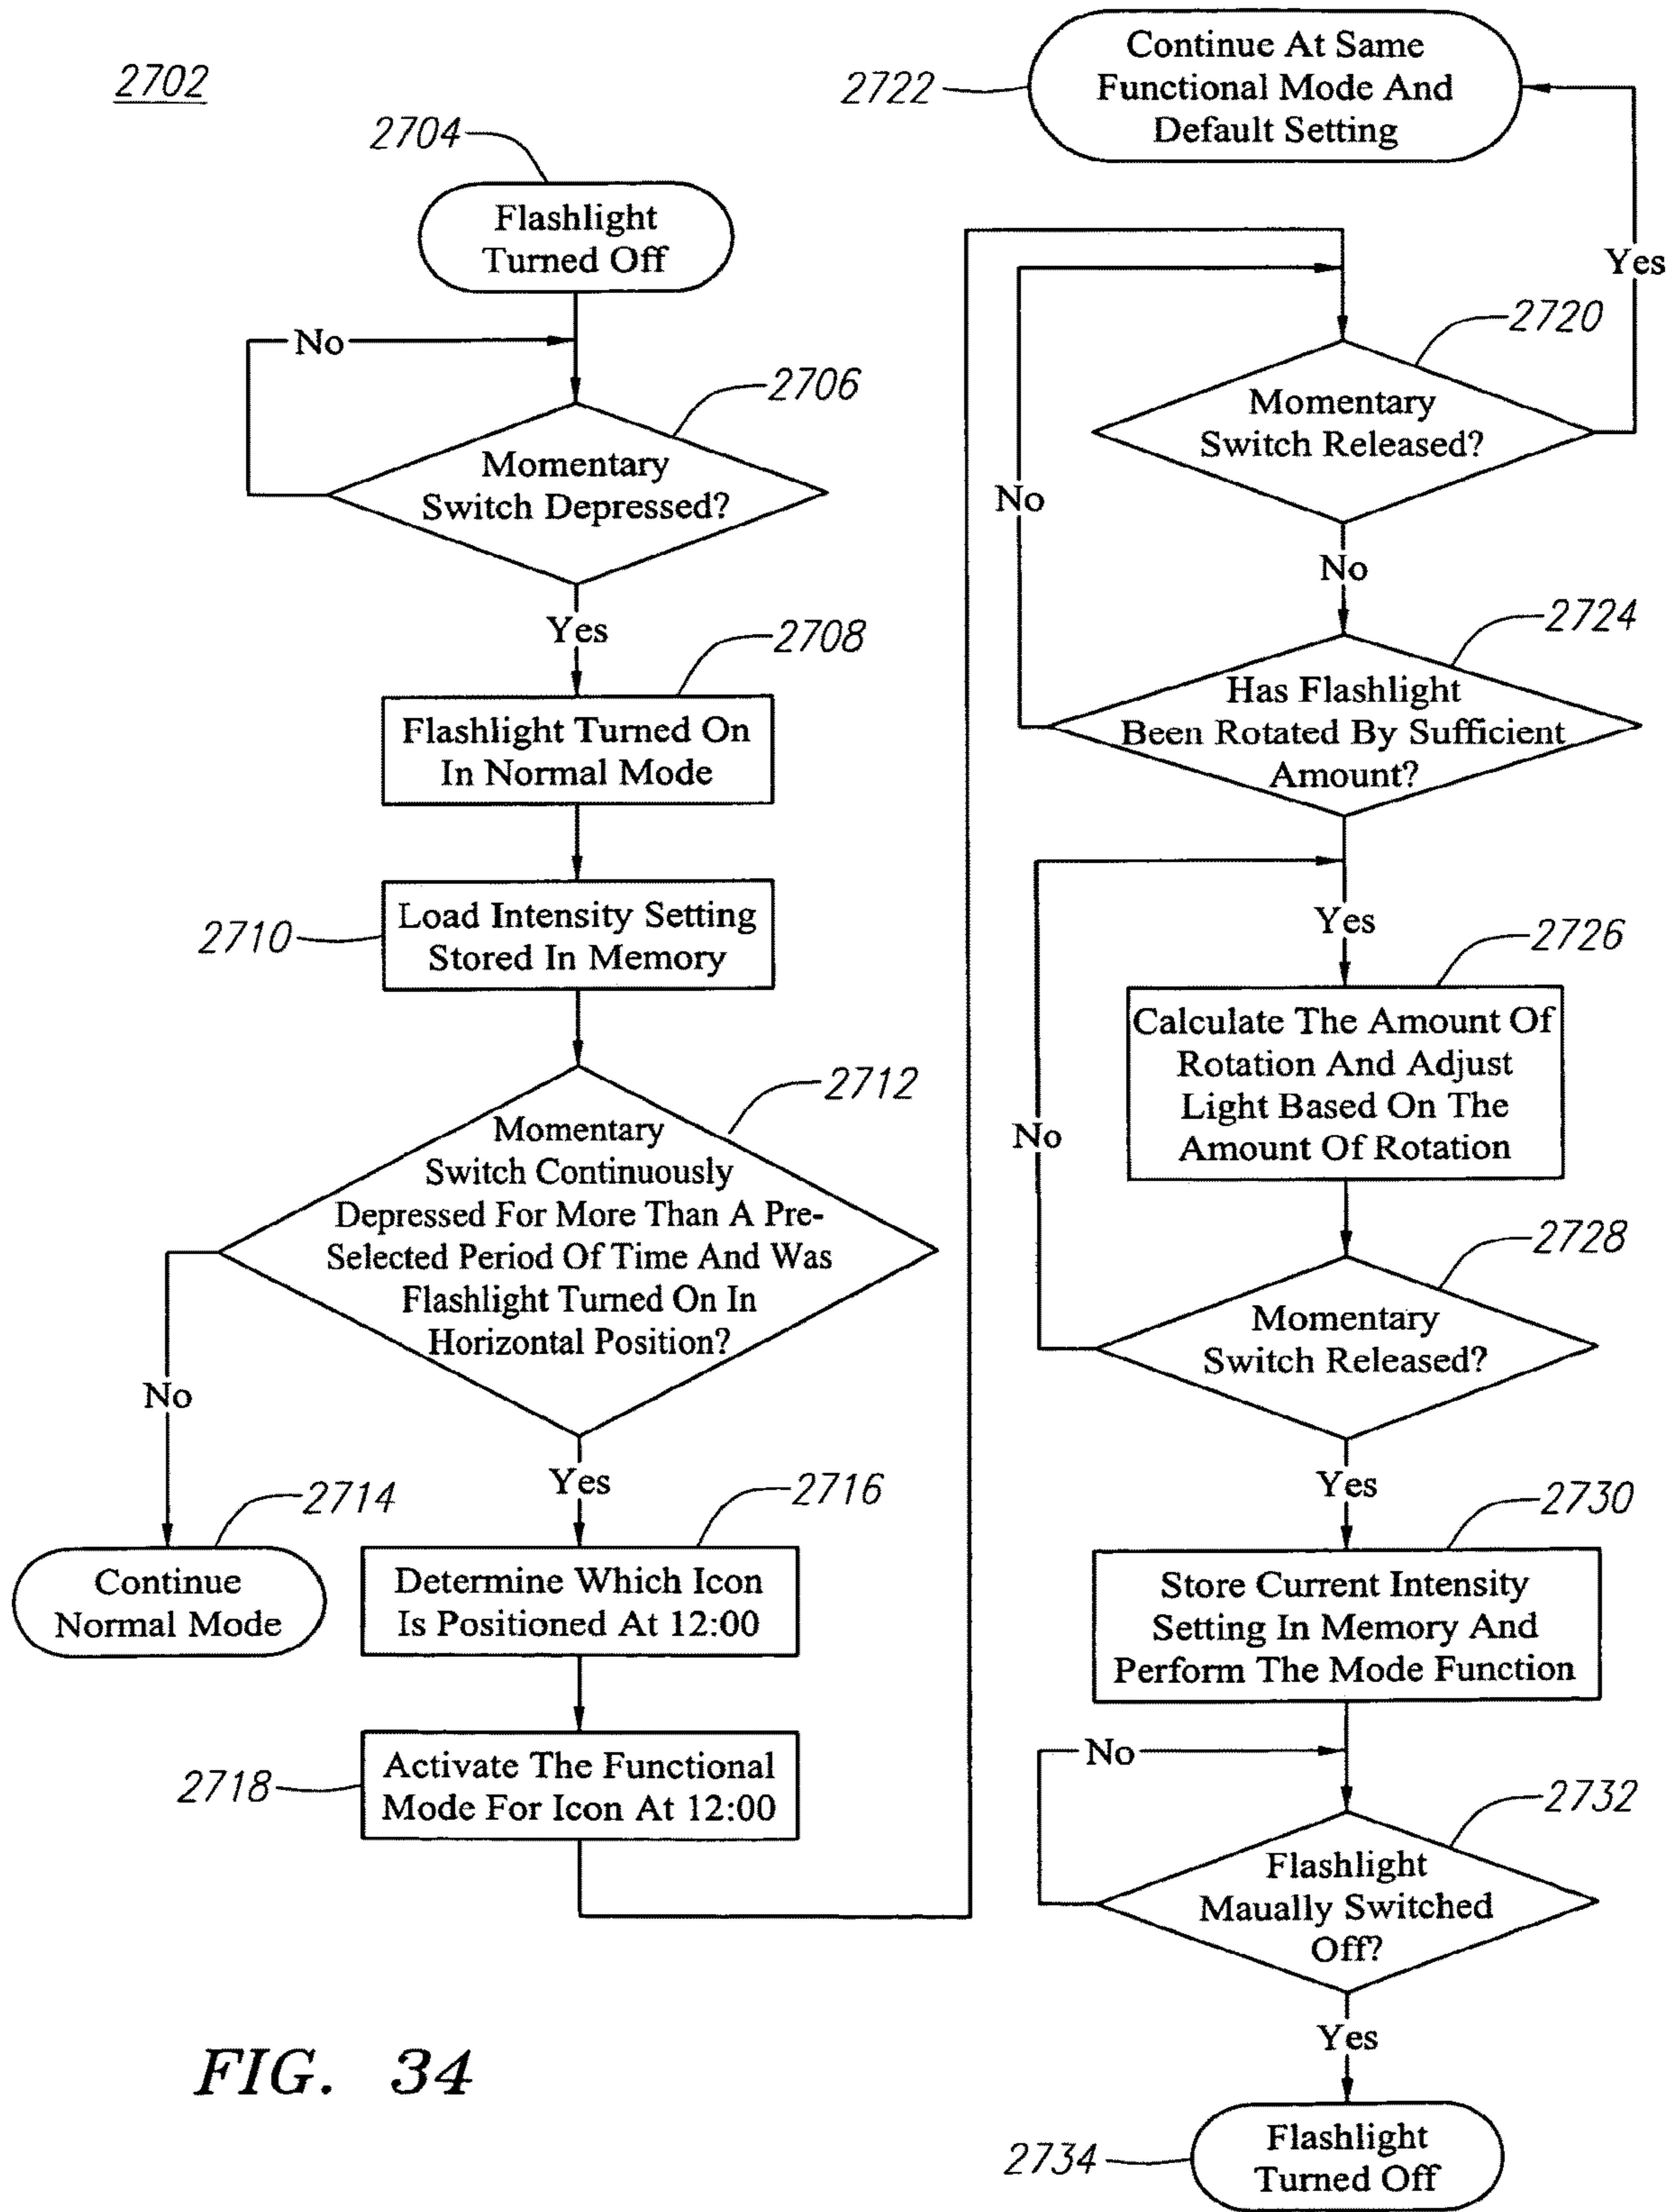 2702
2704
Flashlight
Turned Off
No
2706
Momentary
Switch Depressed?
Yes
2708
Flashlight Turned On
In Normal Mode
2710
Load Intensity Setting
Stored In Memory
2712
Momentary
Switch Continuously
Depressed For More Than A Pre-
Selected Period Of Time And Was
Flashlight Turned On In
Horizontal Position?
No
2714
Continue
Normal Mode
Yes
2716
Determine Which Icon
Is Positioned At 12:00
2718
Activate The Functional
Mode For Icon At 12:00
2722
Continue At Same
Functional Mode And
Default Setting
Yes
2720
Momentary
Switch Released?
No
No
2724
Has Flashlight
Been Rotated By Sufficient
Amount?
Yes
2726
Calculate The Amount Of
Rotation And Adjust
Light Based On The
Amount Of Rotation
No
2728
Momentary
Switch Released?
Yes
2730
Store Current Intensity
Setting In Memory And
Perform The Mode Function
No
2732
Flashlight
Maually Switched
Off?
Yes
2734
Flashlight
Turned Off
FIG. 34